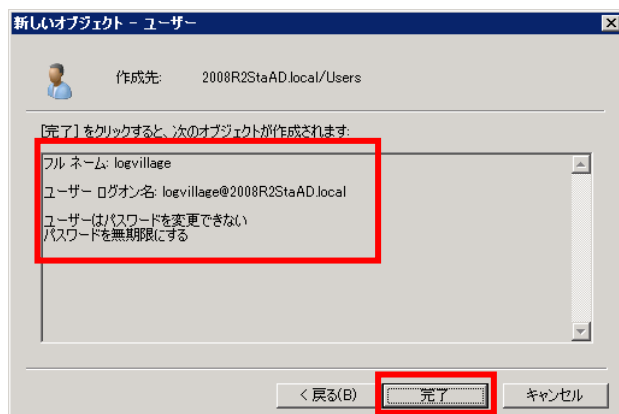 新しいオブジェクト - ユーザー
作成先: 2008R2StaAD.local/Users
[完了] をクリックすると、次のオブジェクトが作成されます:
フル ネーム: logvillage
ユーザー ログオン名: logvillage@2008R2StaAD.local
ユーザーはパスワードを変更できない
パスワードを無期限にする
< 戻る(B) 完了 キャンセル